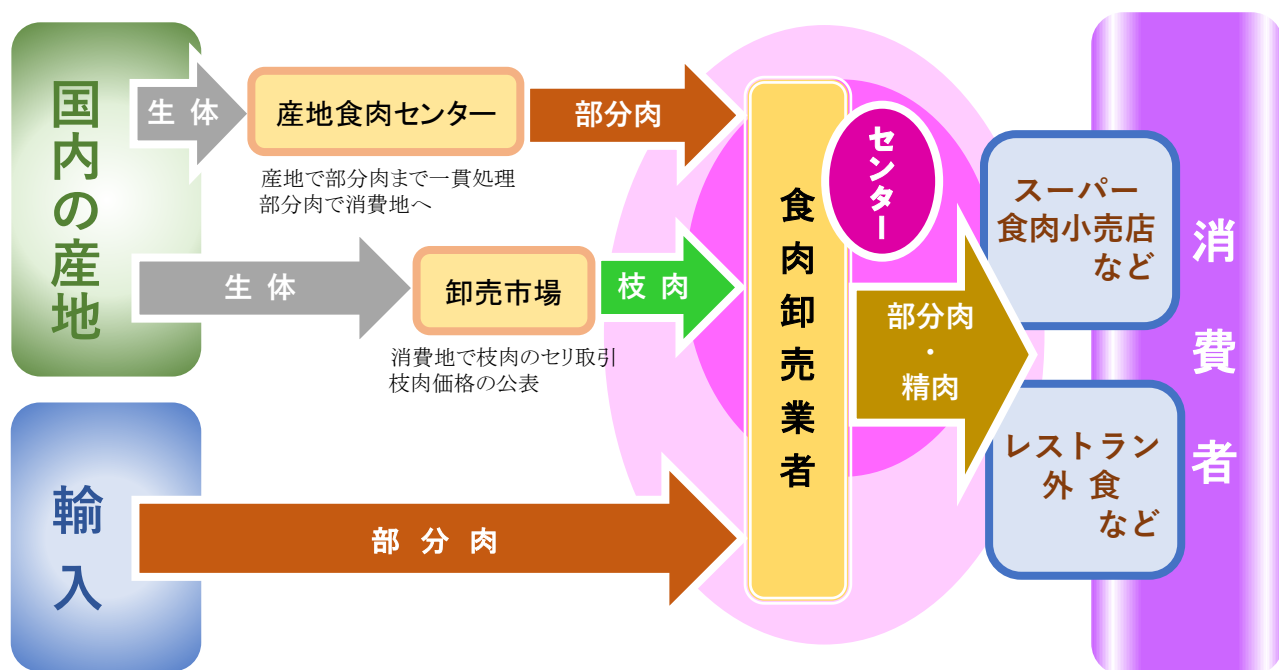 国内の産地
生 体
産地食肉センター
部分肉
産地で部分肉まで一貫処理
部分肉で消費地へ
生 体
卸売市場
枝 肉
消費地で枝肉のセリ取引
枝肉価格の公表
輸入
部 分 肉
食肉卸売業者
センター
部分肉
・
精肉
スーパー
食肉小売店
など
レストラン
外 食
など
消費者